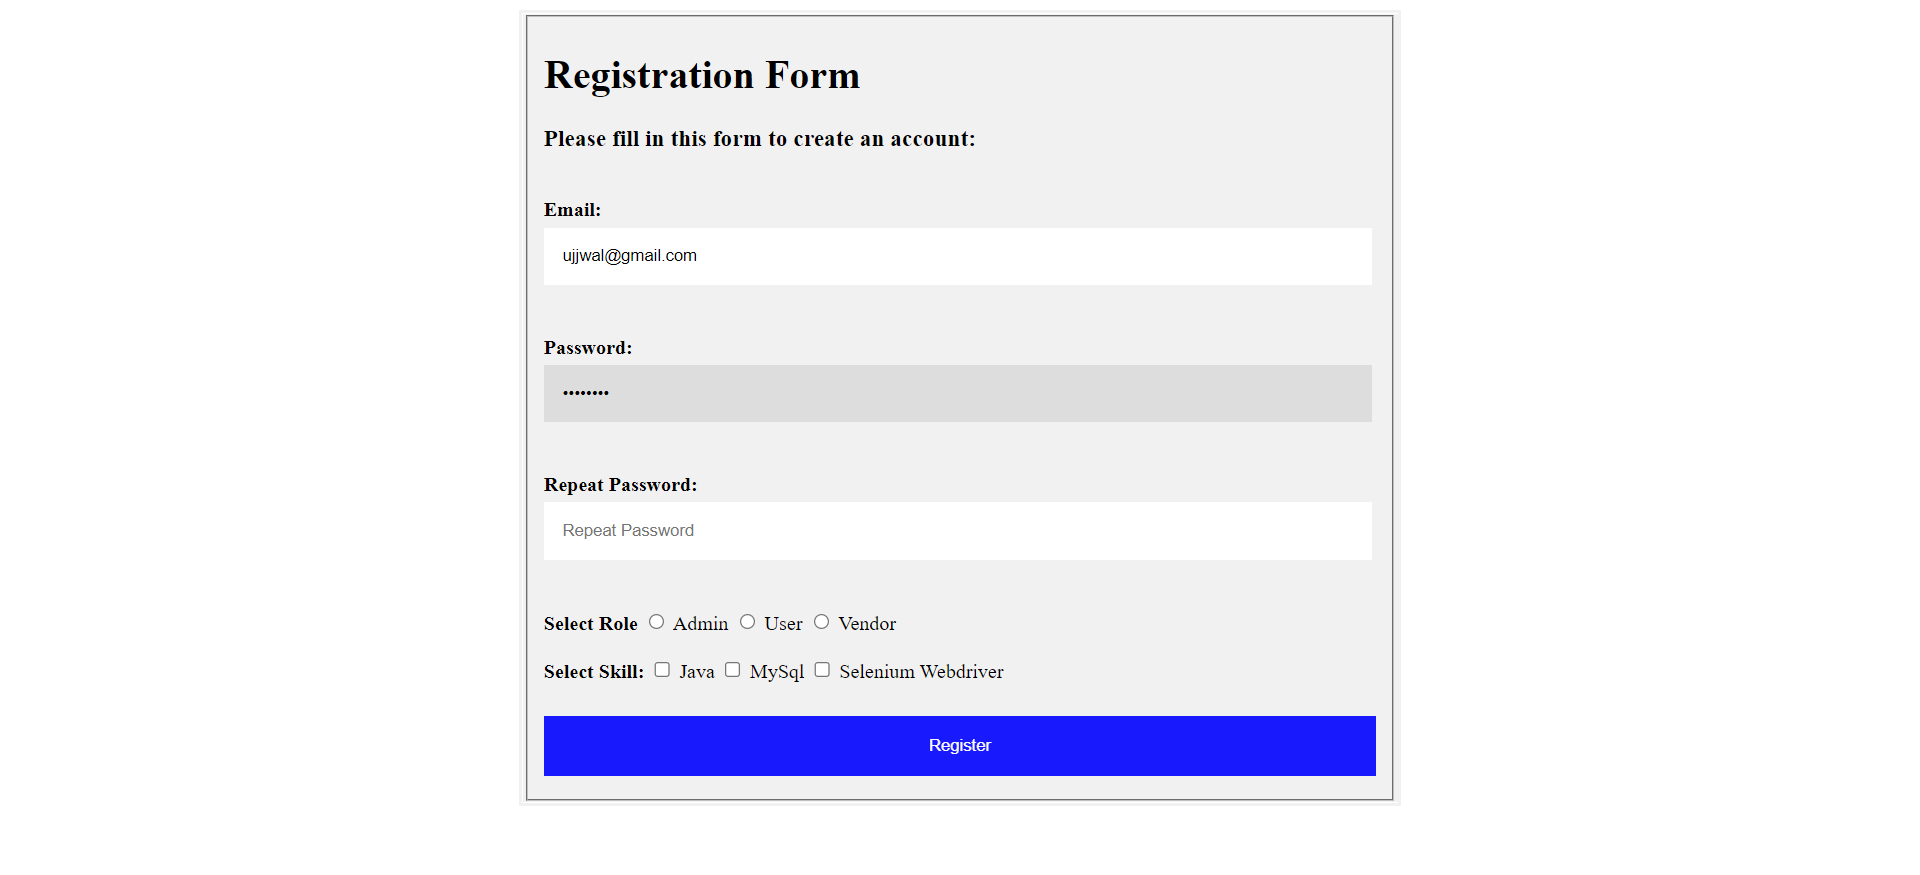 Registration Form
Please fill in this form to create an account:
Email:
ujjwal@gmail.com
Password:
••••••••
Repeat Password:
Repeat Password
Select Role Admin User Vendor
Select Skill: Java MySql Selenium Webdriver
Register